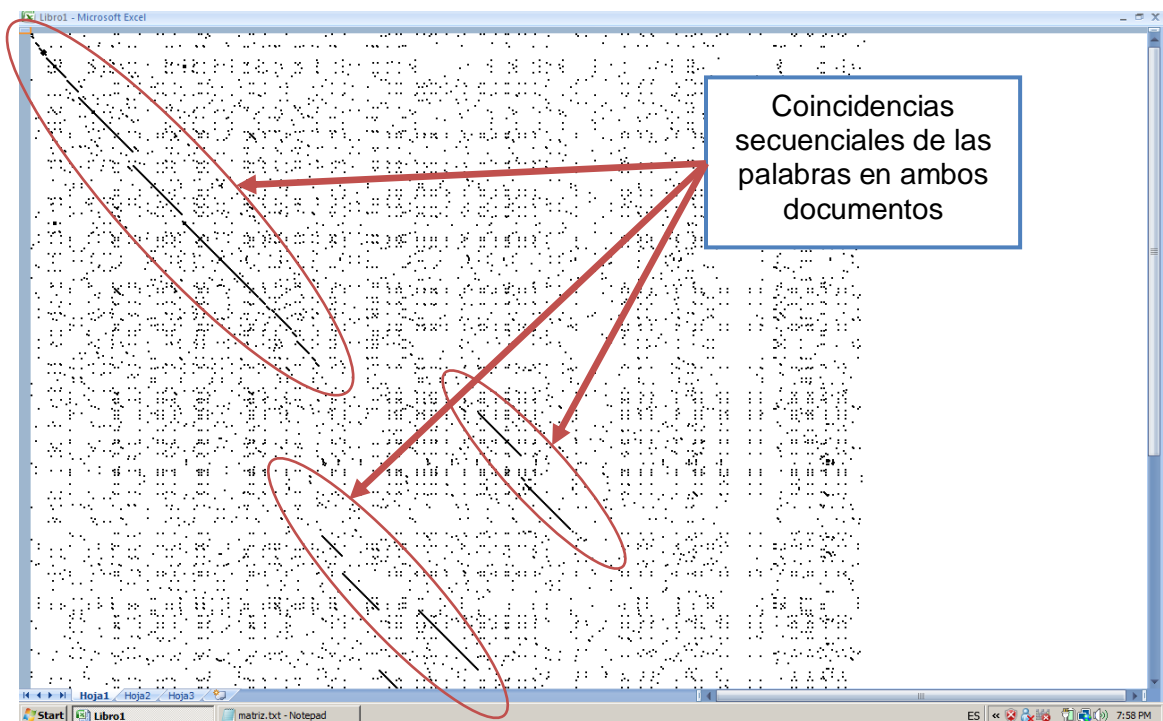 Libro1 - Microsoft Excel
Coincidencias
secuenciales de las
palabras en ambos
documentos
Hoja1 Hoja2 Hoja3
Start Libro1 matriz.txt - Notepad ES 7:58 PM